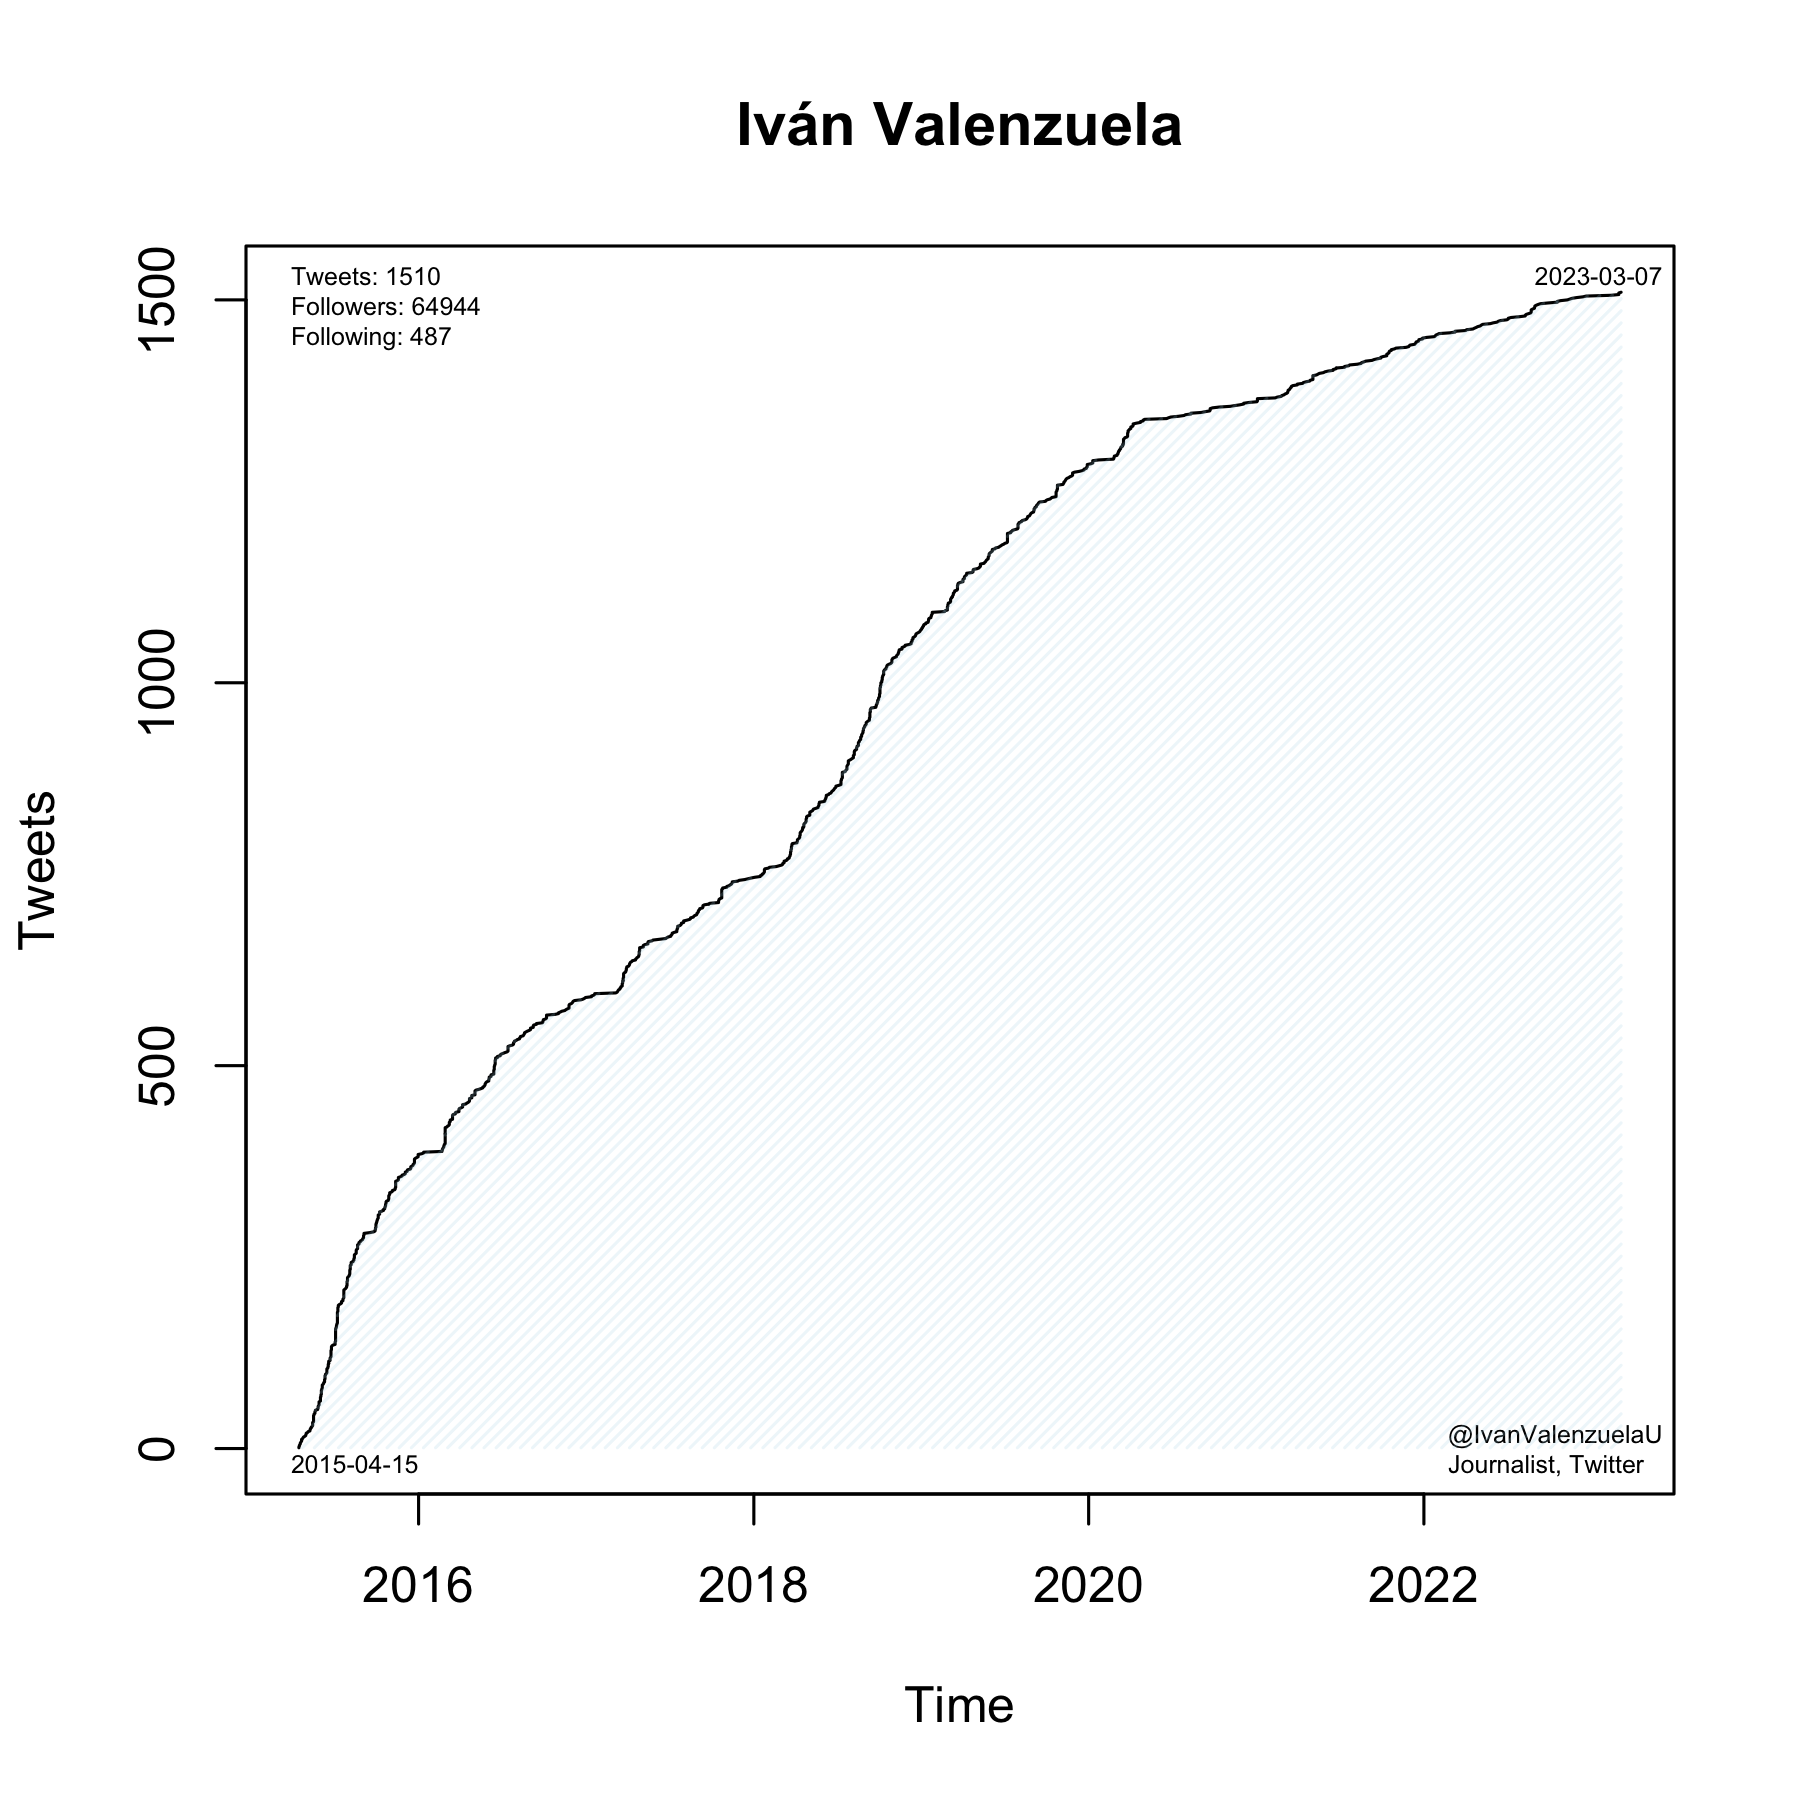 Iván Valenzuela
Tweets: 1510
Followers: 64944
Following: 487
2023-03-07
1500
1000
500
0
Tweets
2015-04-15
@IvanValenzuelaU
Journalist, Twitter
2016
2018
2020
2022
Time